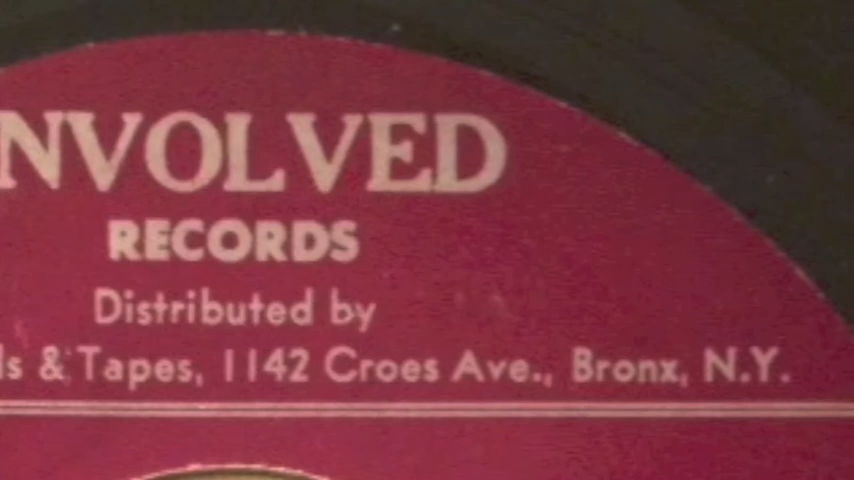 NVOLVED
RECORDS
Distributed by
ls & Tapes, 1142 Croes Ave., Bronx, N.Y.